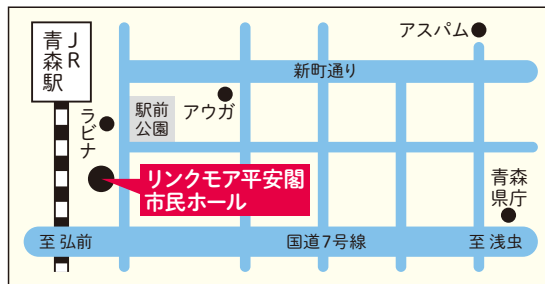 JR
青森駅
アスパム
新町通り
ラビナ
駅前
公園
アウガ
リンクモア平安閣
市民ホール
青森
県庁
至 弘前
国道7号線
至 浅虫